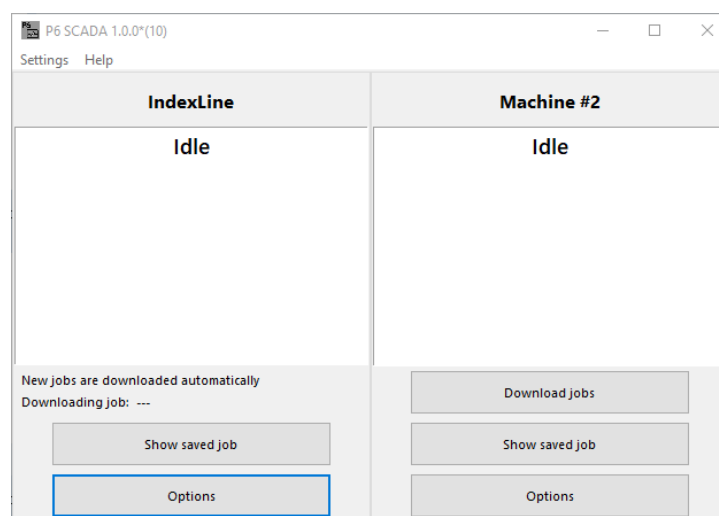 P6 SCADA 1.0.0*(10)
Settings Help
IndexLine
Idle
New jobs are downloaded automatically
Downloading job: ---
Show saved job
Options
Machine #2
Idle
Download jobs
Show saved job
Options